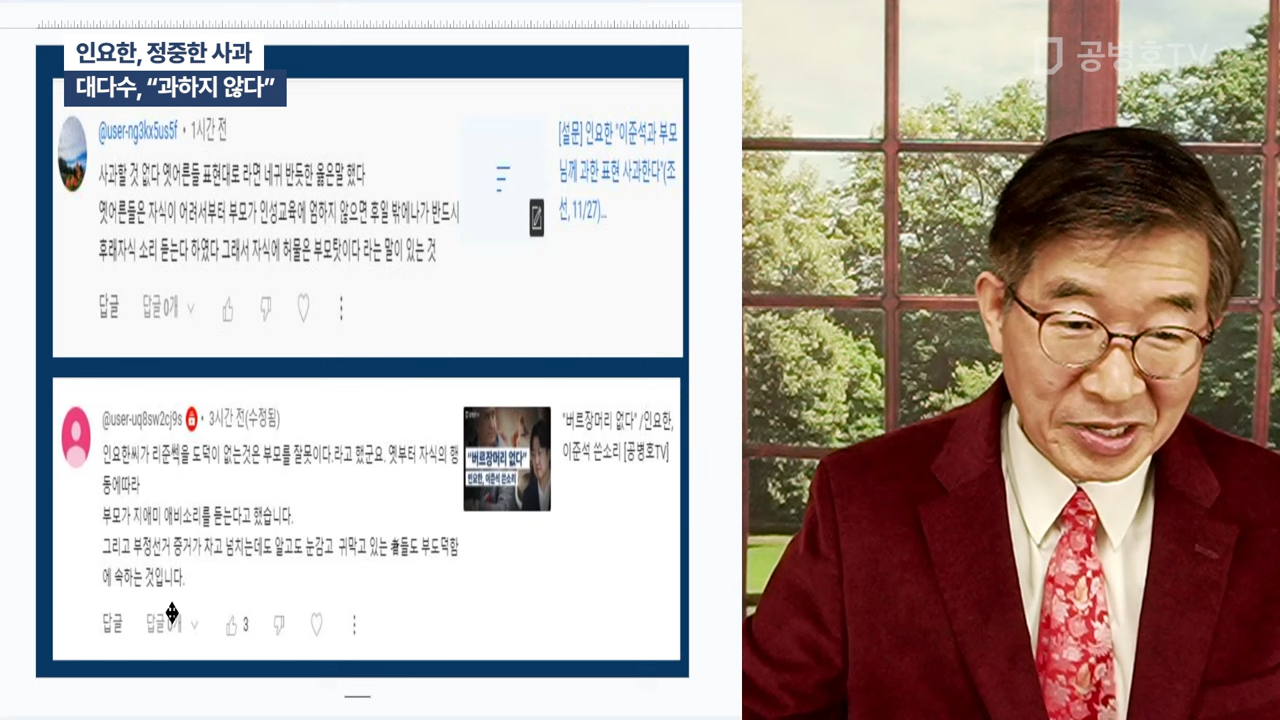 인요한, 정중한 사과
대다수, “과하지 않다”
공병호TV
@user-ng3kx5us5f • 1시간 전
사과할 것 없다 옛어른들 표현대로 라면 네귀 반듯한 옳은말 했다
옛어른들은 자식이 어려서부터 부모가 인성교육에 엄하지 않으면 후일 밖에나가 반드시
후래자식 소리 듣는다 하였다 그래서 자식에 허물은 부모탓이다 라는 말이 있는 것
답글 답글 0개
[설문] 인요한 "이준석과 부모
님께 과한 표현 사과한다"(조
선, 11/27)...
@user-uq8sw2cj9s • 3시간 전(수정됨)
인요한씨가 리준쎅을 도덕이 없는것은 부모를 잘못이다.라고 했군요. 옛부터 자식의 행
동에따라
부모가 지애미 애비소리를 듣는다고 했습니다.
그리고 부정선거 증거가 차고 넘치는데도 알고도 눈감고 귀막고 있는 者들도 부도덕함
에 속하는 것입니다.
답글 답글 0개 3
"버르장머리 없다"
인요한, 이준석 쓴소리
"버르장머리 없다" /인요한,
이준석 쓴소리 [공병호TV]